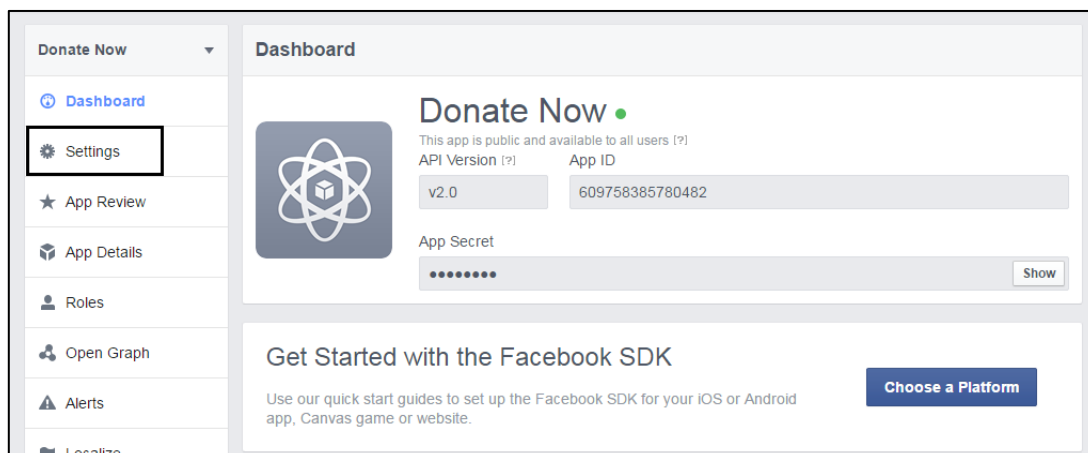 Donate Now
Dashboard
Settings
App Review
App Details
Roles
Open Graph
Alerts
Localize
Dashboard
Donate Now
This app is public and available to all users [?]
API Version [?]
App ID
v2.0
609758385780482
App Secret
••••••••
Show
Get Started with the Facebook SDK
Use our quick start guides to set up the Facebook SDK for your iOS or Android
app, Canvas game or website.
Choose a Platform